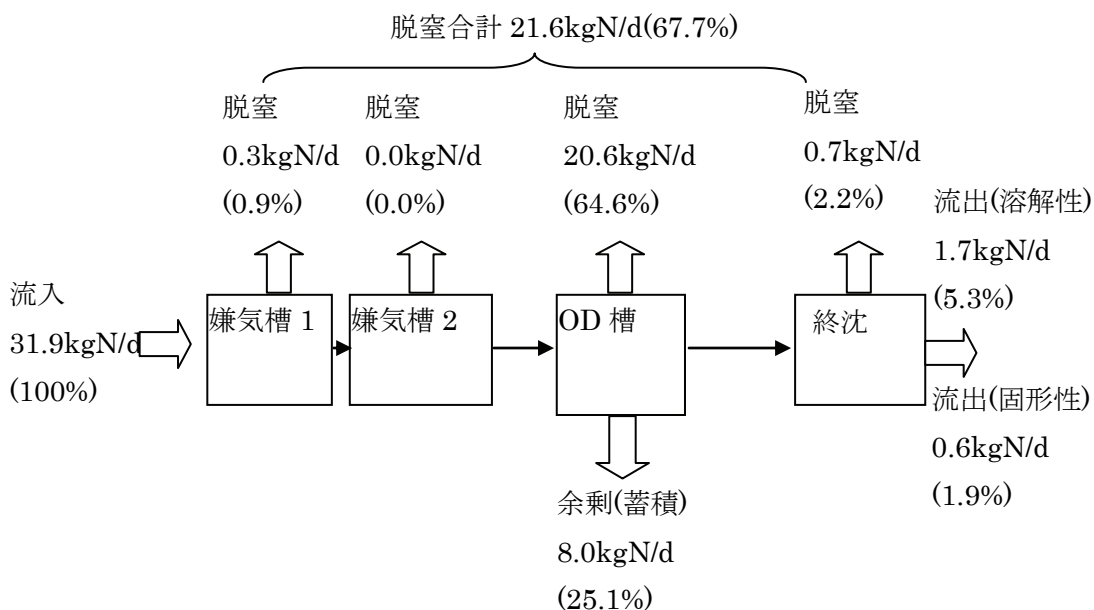 脱窒合計 21.6kgN/d(67.7%)
脱窒
0.3kgN/d
(0.9%)
脱窒
0.0kgN/d
(0.0%)
脱窒
20.6kgN/d
(64.6%)
脱窒
0.7kgN/d
(2.2%)
流入
31.9kgN/d
(100%)
嫌気槽 1
嫌気槽 2
OD 槽
終沈
流出(溶解性)
1.7kgN/d
(5.3%)
流出(固形性)
0.6kgN/d
(1.9%)
余剰(蓄積)
8.0kgN/d
(25.1%)